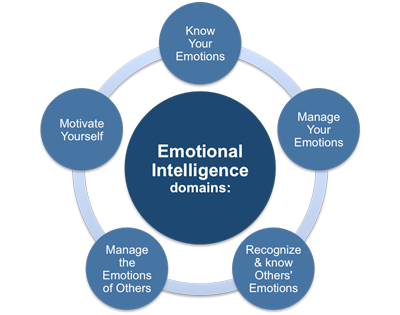 Know
Your
Emotions
Motivate
Yourself
Manage
Your
Emotions
Emotional
Intelligence
domains:
Manage
the
Emotions
of Others
Recognize
& know
Others'
Emotions